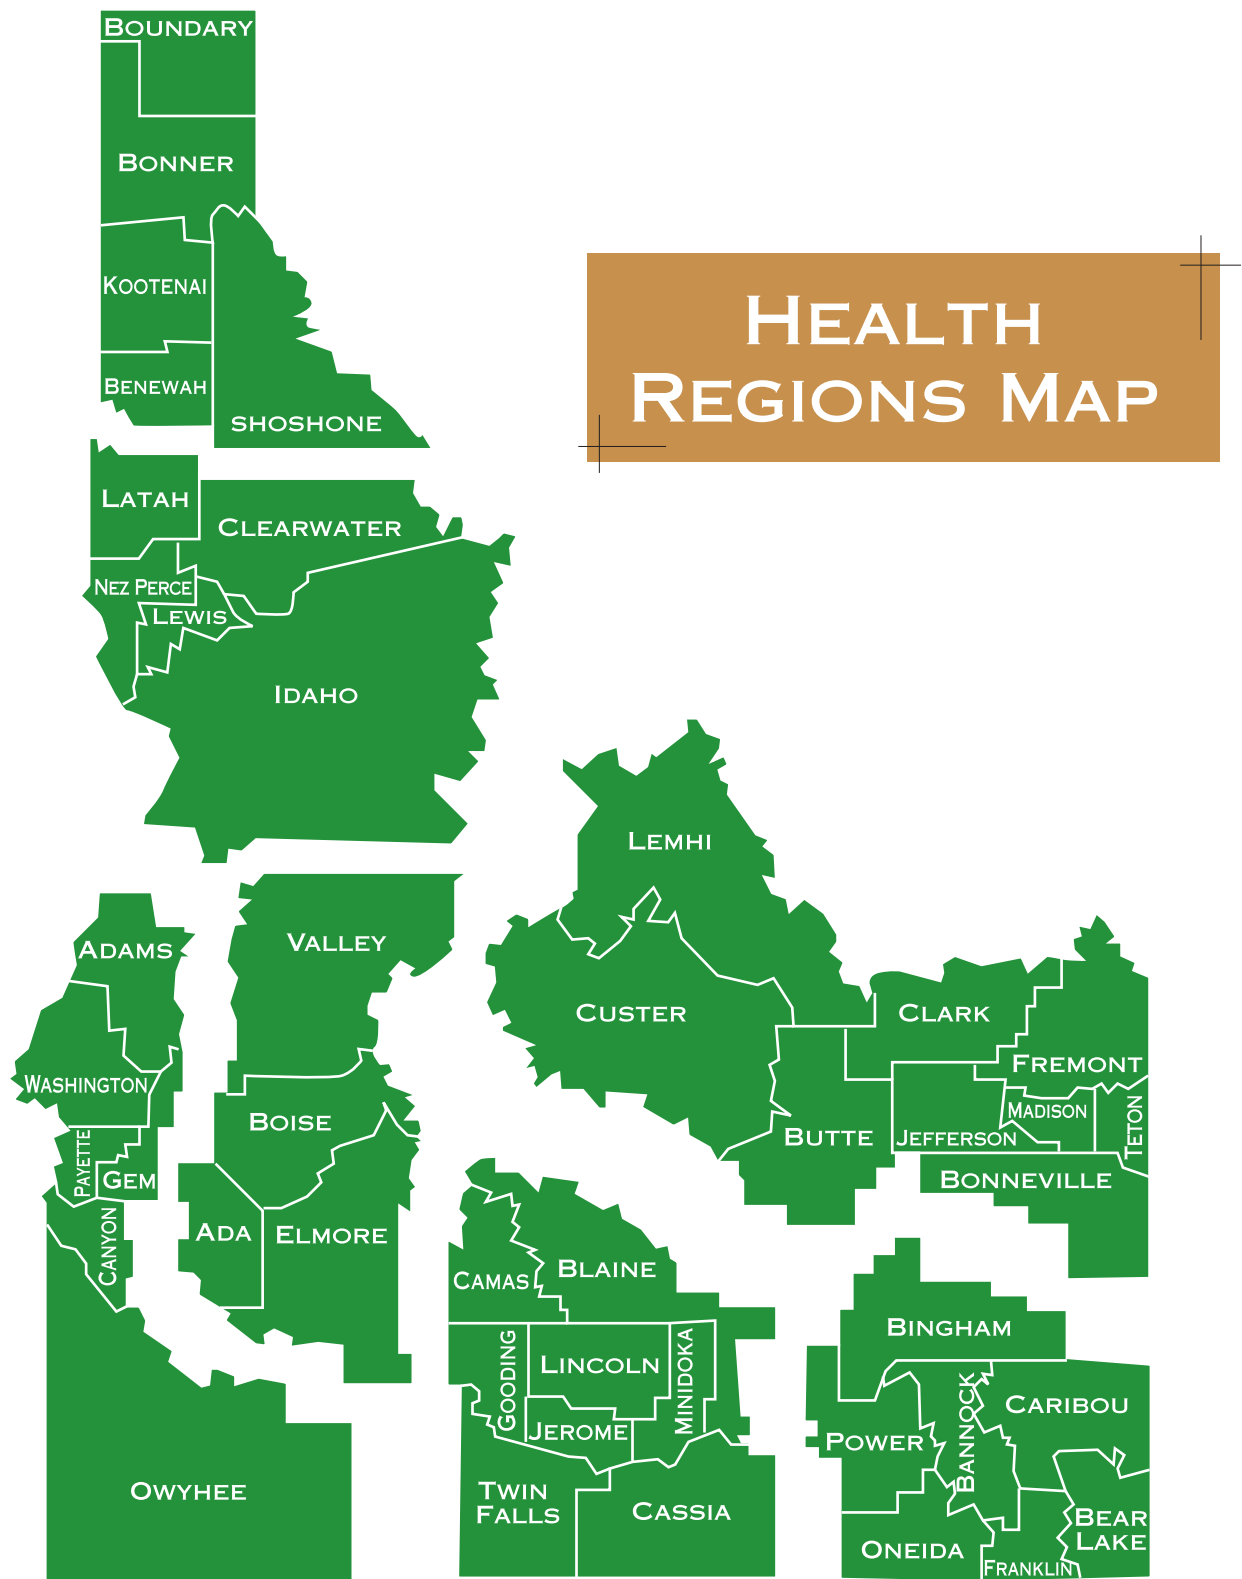 BOUNDARY
BONNER
KOOTENAI
BENEWAH
SHOSHONE
HEALTH
REGIONS MAP
LATAH
CLEARWATER
NEZ PERCE
LEWIS
IDAHO
LEMHI
CUSTER
CLARK
FREMONT
MADISON
TETON
JEFFERSON
BUTTE
BONNEVILLE
ADAMS
VALLEY
WASHINGTON
BOISE
PAYETTE
GEM
CANYON
ADA
ELMORE
OWYHEE
CAMAS
BLAINE
GOODING
LINCOLN
MINIDOKA
JEROME
TWIN
FALLS
CASSIA
BINGHAM
BANNOCK
CARIBOU
POWER
ONEIDA
FRANKLIN
BEAR
LAKE